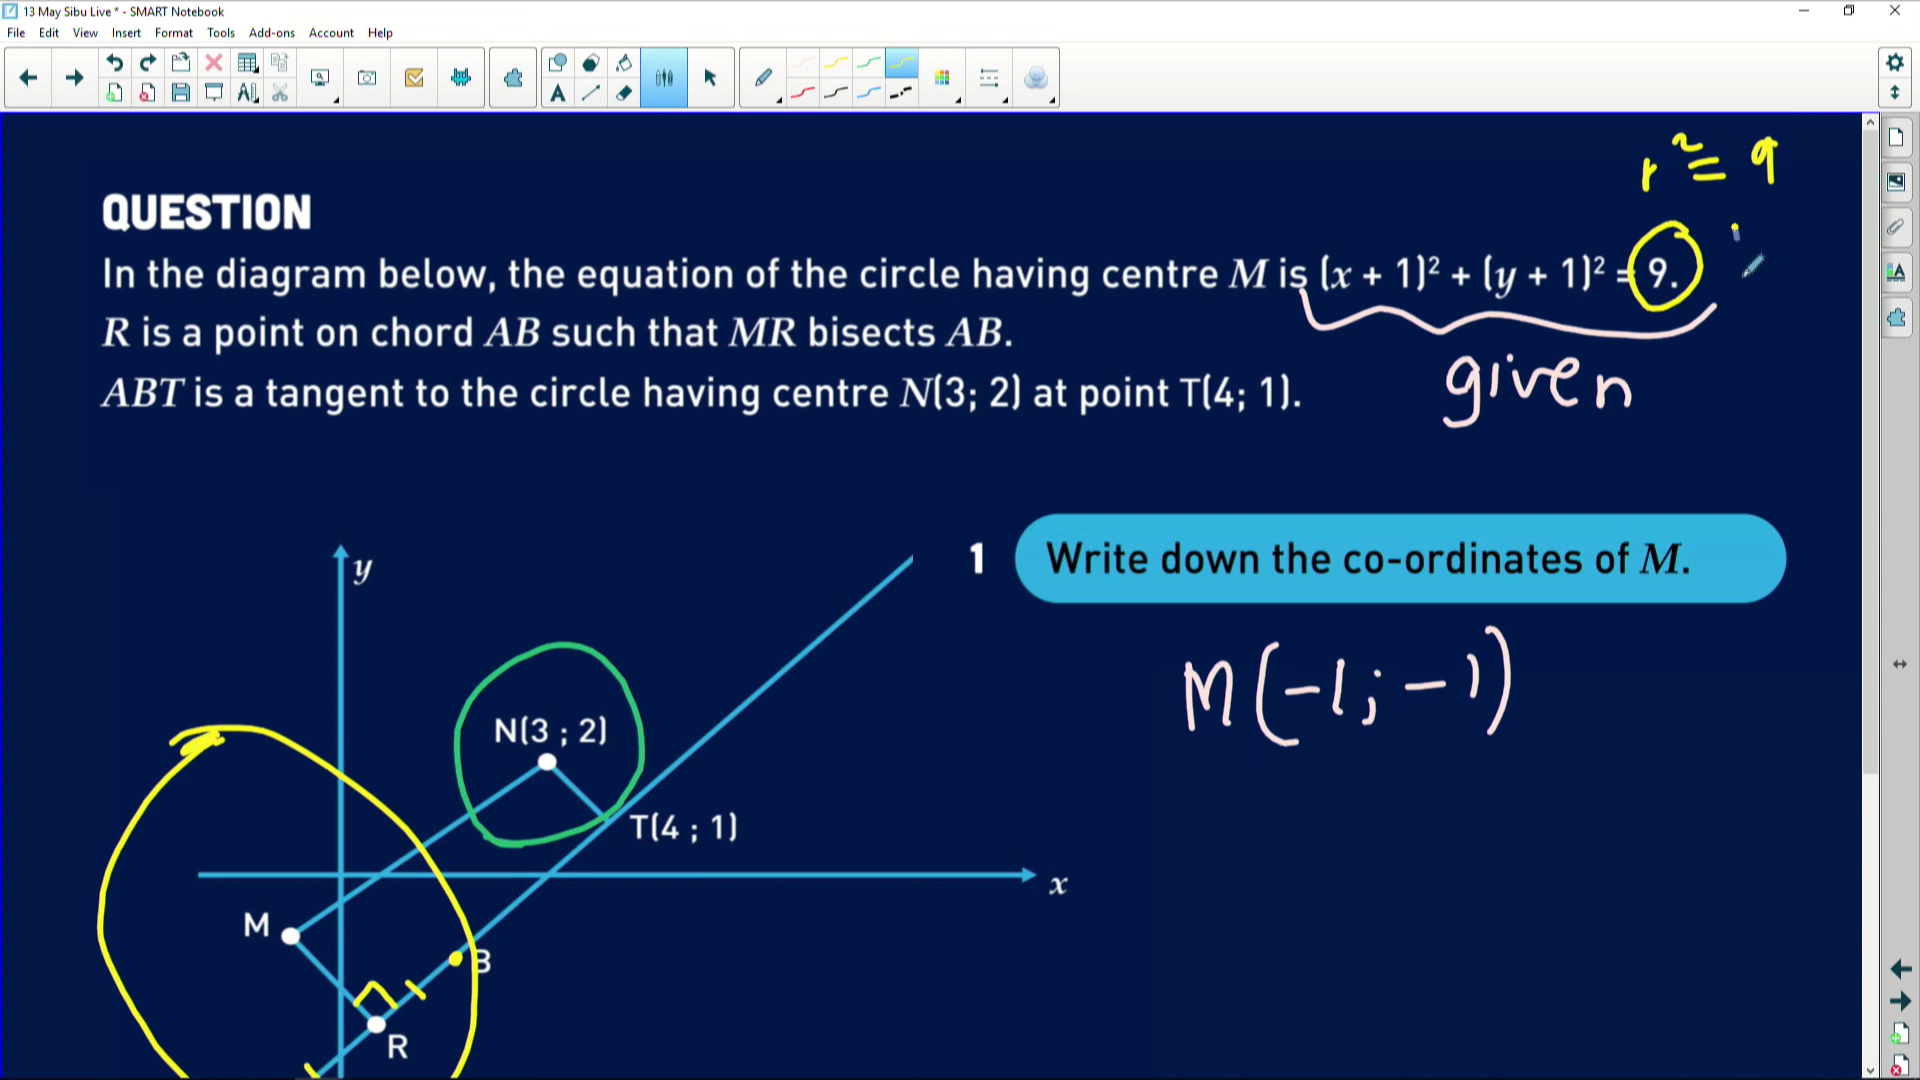 13 May Sibu Live * - SMART Notebook
File Edit View Insert Format Tools Add-ons Account Help
r² = 9
QUESTION
In the diagram below, the equation of the circle having centre M is (x + 1)² + (y + 1)² = 9.
R is a point on chord AB such that MR bisects AB.
given
ABT is a tangent to the circle having centre N(3; 2) at point T(4; 1).
1 Write down the co-ordinates of M.
M(-1; -1)
y
N(3 ; 2)
T(4 ; 1)
x
M
B
R